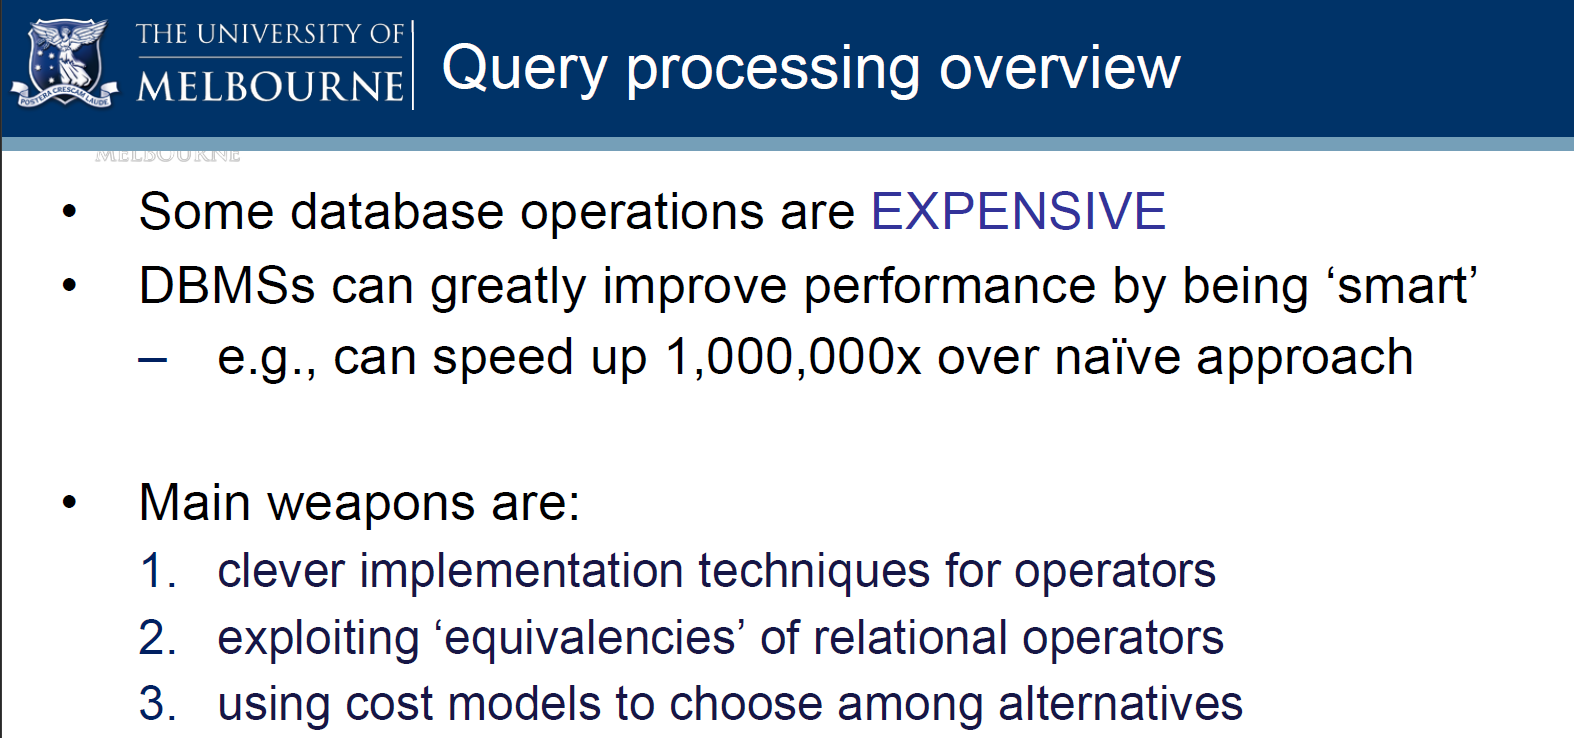 THE UNIVERSITY OF
MELBOURNE
POSTERA CRESCAM LAUDE
Query processing overview
MELBOURNE
• Some database operations are EXPENSIVE
• DBMSs can greatly improve performance by being ‘smart’
– e.g., can speed up 1,000,000x over naïve approach
• Main weapons are:
1. clever implementation techniques for operators
2. exploiting ‘equivalencies’ of relational operators
3. using cost models to choose among alternatives